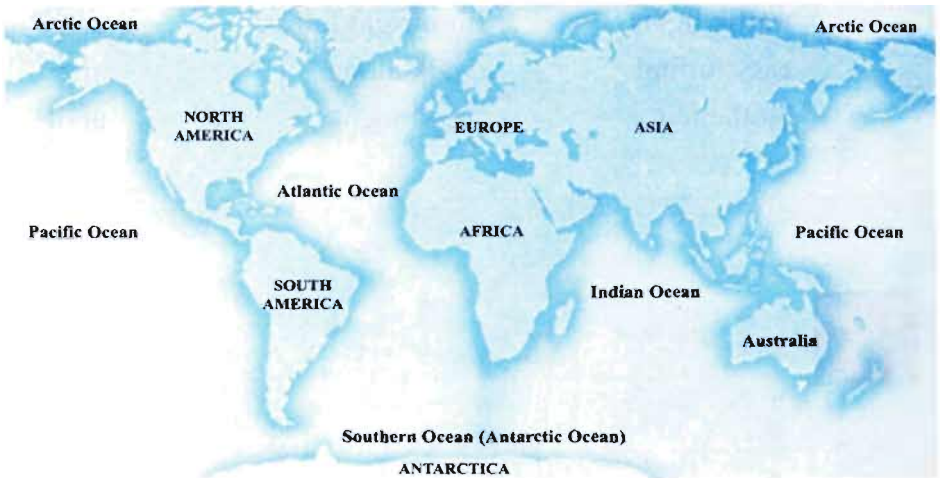 Arctic Ocean
Arctic Ocean
NORTH
AMERICA
EUROPE
ASIA
Atlantic Ocean
Pacific Ocean
AFRICA
Pacific Ocean
SOUTH
AMERICA
Indian Ocean
Australia
Southern Ocean (Antarctic Ocean)
ANTARCTICA